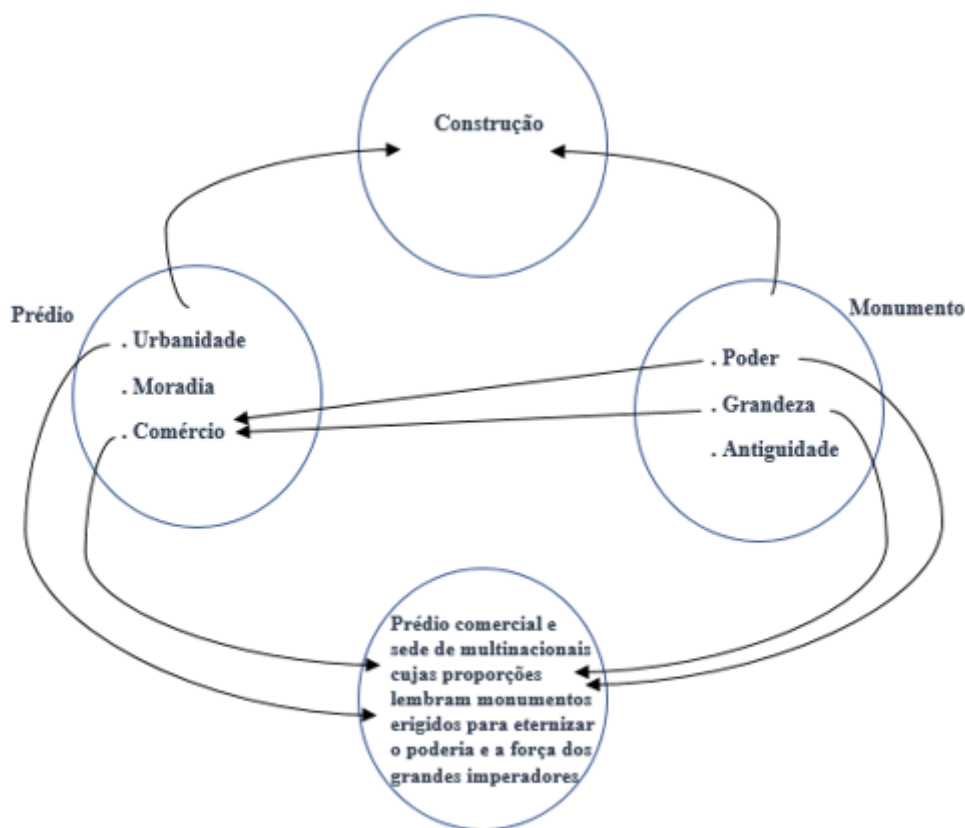 Construção
Prédio
. Urbanidade
. Moradia
. Comércio
Monumento
. Poder
. Grandeza
. Antiguidade
Prédio comercial e
sede de multinacionais
cujas proporções
lembram monumentos
erigidos para eternizar
o poderia e a força dos
grandes imperadores